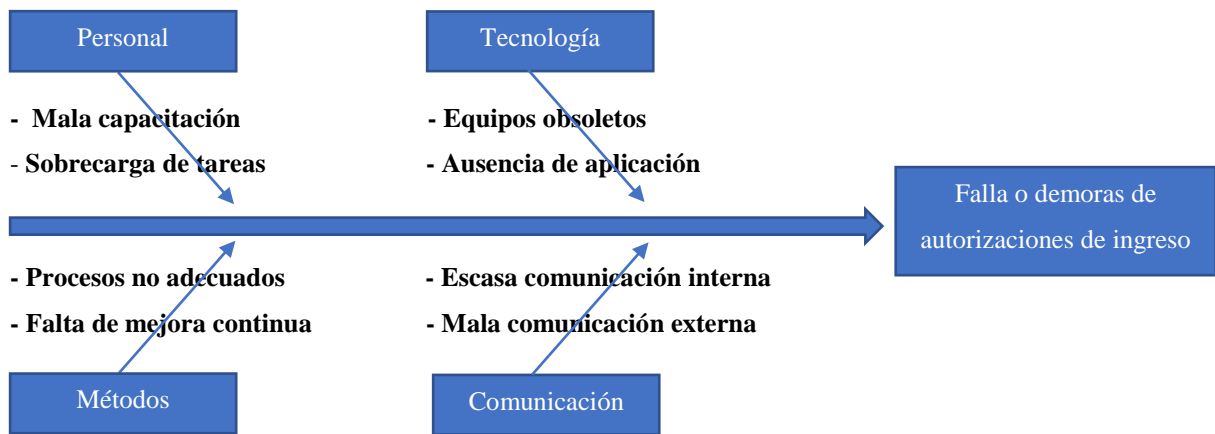 Personal
Tecnología
- Mala capacitación
- Equipos obsoletos
- Sobrecarga de tareas
- Ausencia de aplicación
Falla o demoras de
autorizaciones de ingreso
- Procesos no adecuados
- Escasa comunicación interna
- Falta de mejora continua
- Mala comunicación externa
Métodos
Comunicación